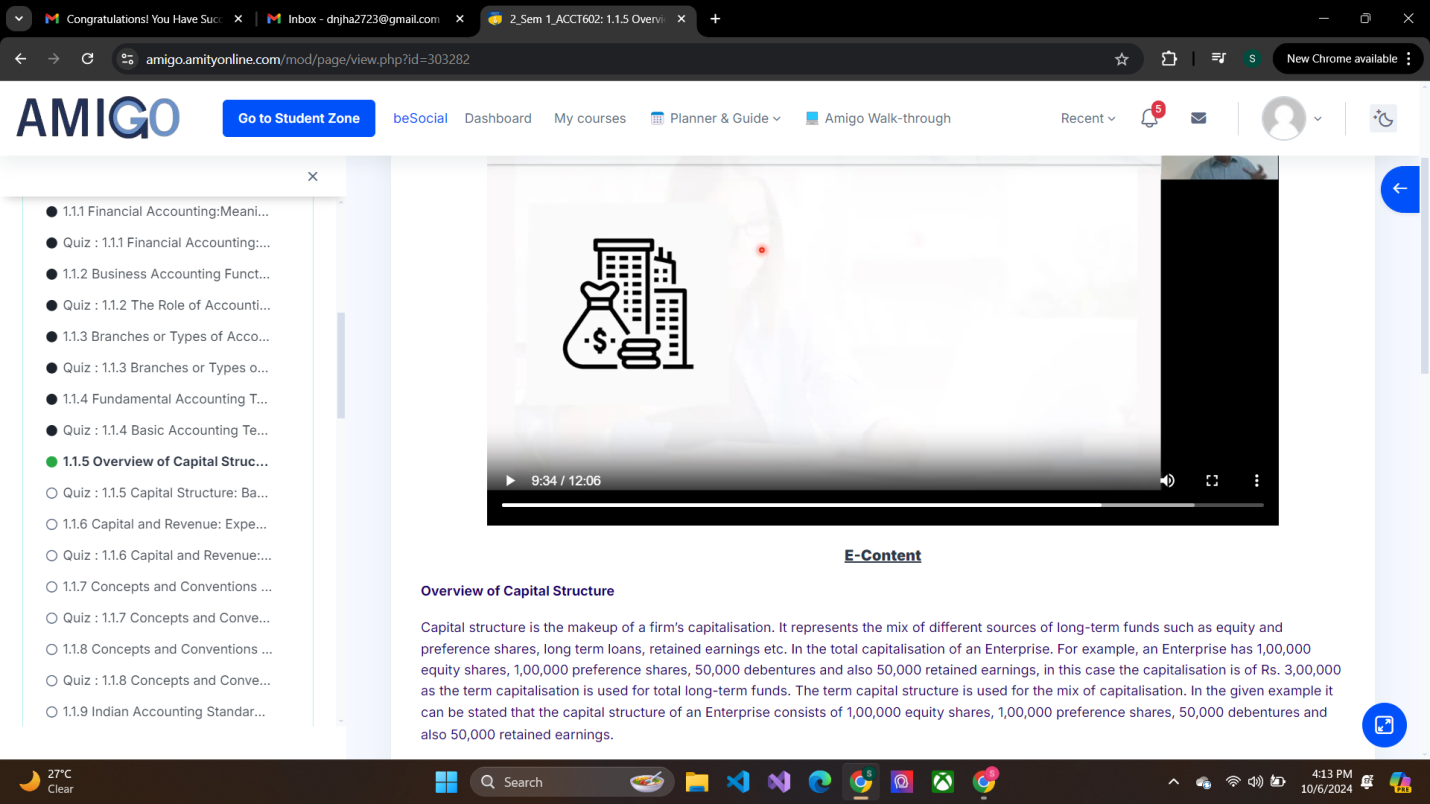 Congratulations! You Have Succ
Inbox - dnjha2723@gmail.com
2_Sem 1_ACCT602: 1.1.5 Overvi
amigo.amityonline.com/mod/page/view.php?id=303282
S
New Chrome available
AMIGO
Go to Student Zone
beSocial
Dashboard
My courses
Planner & Guide
Amigo Walk-through
Recent
5
1.1.1 Financial Accounting:Meani...
Quiz : 1.1.1 Financial Accounting:...
1.1.2 Business Accounting Funct...
Quiz : 1.1.2 The Role of Accounti...
1.1.3 Branches or Types of Acco...
Quiz : 1.1.3 Branches or Types o...
1.1.4 Fundamental Accounting T...
Quiz : 1.1.4 Basic Accounting Te...
1.1.5 Overview of Capital Struc...
Quiz : 1.1.5 Capital Structure: Ba...
1.1.6 Capital and Revenue: Expe...
Quiz : 1.1.6 Capital and Revenue:...
1.1.7 Concepts and Conventions ...
Quiz : 1.1.7 Concepts and Conve...
1.1.8 Concepts and Conventions ...
Quiz : 1.1.8 Concepts and Conve...
1.1.9 Indian Accounting Standar...
$
9:34 / 12:06
E-Content
Overview of Capital Structure
Capital structure is the makeup of a firm's capitalisation. It represents the mix of different sources of long-term funds such as equity and
preference shares, long term loans, retained earnings etc. In the total capitalisation of an Enterprise. For example, an Enterprise has 1,00,000
equity shares, 1,00,000 preference shares, 50,000 debentures and also 50,000 retained earnings, in this case the capitalisation is of Rs. 3,00,000
as the term capitalisation is used for total long-term funds. The term capital structure is used for the mix of capitalisation. In the given example it
can be stated that the capital structure of an Enterprise consists of 1,00,000 equity shares, 1,00,000 preference shares, 50,000 debentures and
also 50,000 retained earnings.
27°C
Clear
Search
S
S
4:13 PM
10/6/2024
PRE